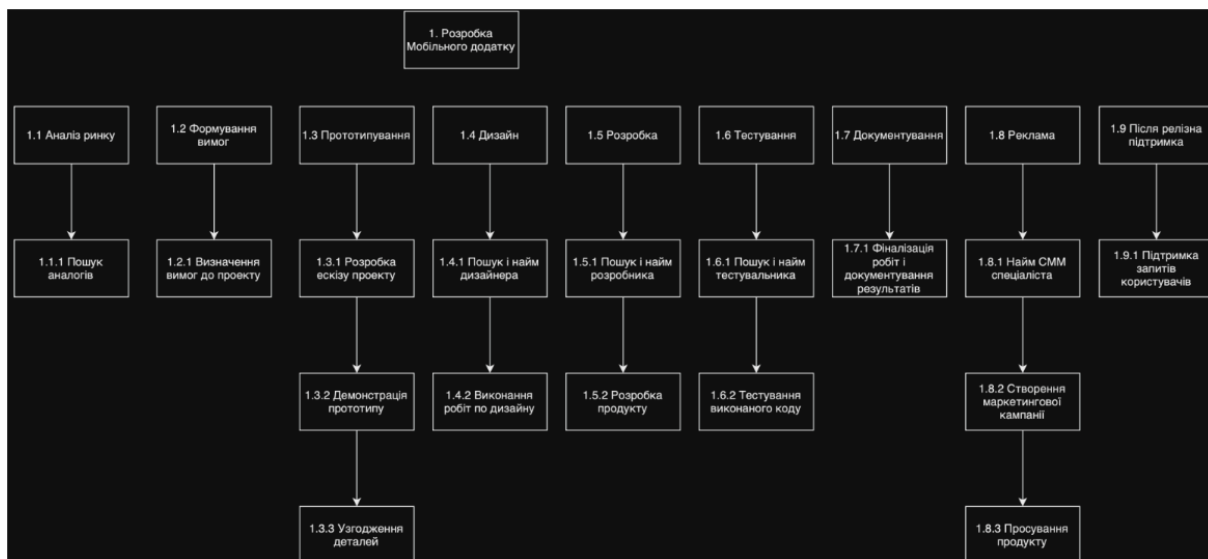 1. Розробка
Мобільного додатку
1.1 Аналіз ринку
1.2 Формування
вимог
1.3 Прототипування
1.4 Дизайн
1.5 Розробка
1.6 Тестування
1.7 Документування
1.8 Реклама
1.9 Після релізна
підтримка
1.1.1 Пошук
аналогів
1.2.1 Визначення
вимог до проекту
1.3.1 Розробка
ескізу проекту
1.4.1 Пошук і найм
дизайнера
1.5.1 Пошук і найм
розробника
1.6.1 Пошук і найм
тестувальника
1.7.1 Фіналізація
робіт і
документування
результатів
1.8.1 Найм СММ
спеціаліста
1.9.1 Підтримка
запитів
користувачів
1.3.2 Демонстрація
прототипу
1.4.2 Виконання
робіт по дизайну
1.5.2 Розробка
продукту
1.6.2 Тестування
виконаного коду
1.8.2 Створення
маркетингової
кампанії
1.3.3 Узгодження
деталей
1.8.3 Просування
продукту